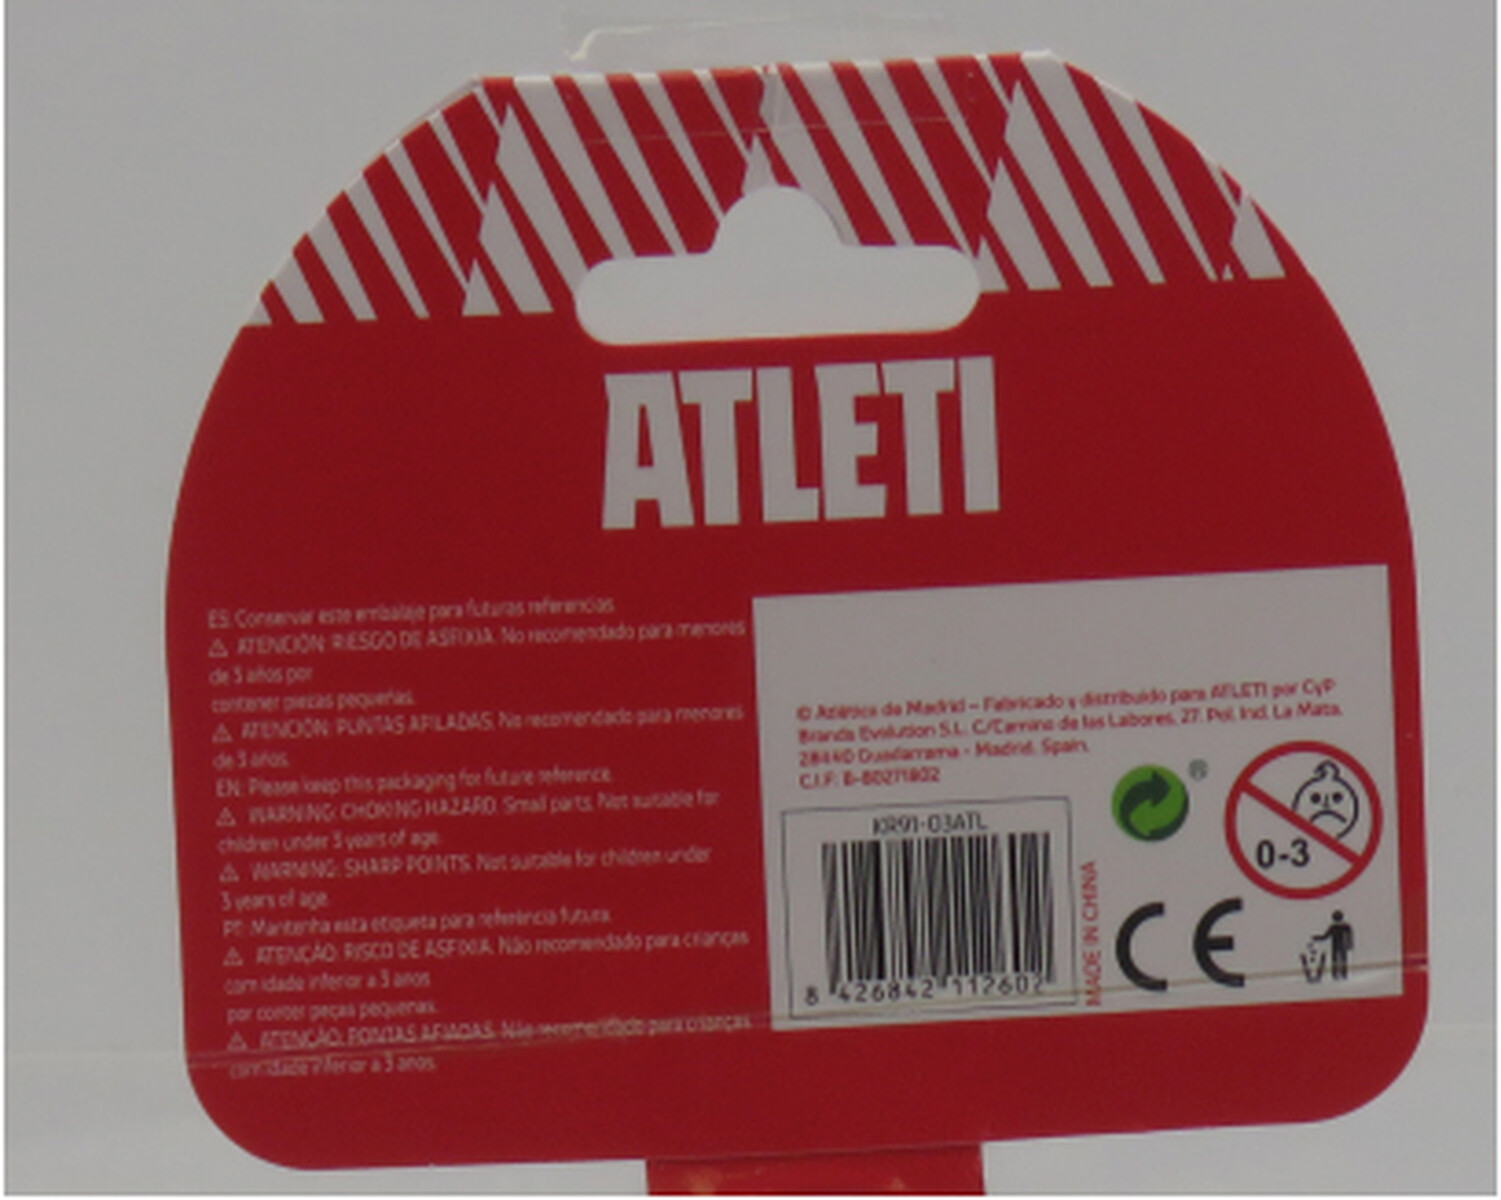 ATLETI
ES: Conservar este embalaje para futuras referencias
⚠ ATENCIÓN: RIESGO DE ASFIXIA. No recomendado para menores
de 3 años por
contener piezas pequeñas.
⚠ ATENCIÓN: PUNTAS AFILADAS. No recomendado para menores
de 3 años.
EN: Please keep this packaging for future reference.
⚠ WARNING: CHOKING HAZARD. Small parts. Not suitable for
children under 3 years of age.
⚠ WARNING: SHARP POINTS. Not suitable for children under
3 years of age.
PT: Mantenha esta etiqueta para referência futura.
⚠ ATENÇÃO: RISCO DE ASFIXIA. Não recomendado para crianças
com idade inferior a 3 anos
por conter peças pequenas.
⚠ ATENÇÃO: PONTAS AFIADAS. Não recomendado para crianças
com idade inferior a 3 anos.
© Atlético de Madrid – Fabricado y distribuido para ATLETI por CyP
Brands Evolution S.L. C/Camino de las Labores, 27. Pol. Ind. La Mata.
28440 Guadarrama - Madrid. Spain.
C.I.F: B-80271802
KR91-03ATL
8 426842 112602
MADE IN CHINA
®
0-3
CE